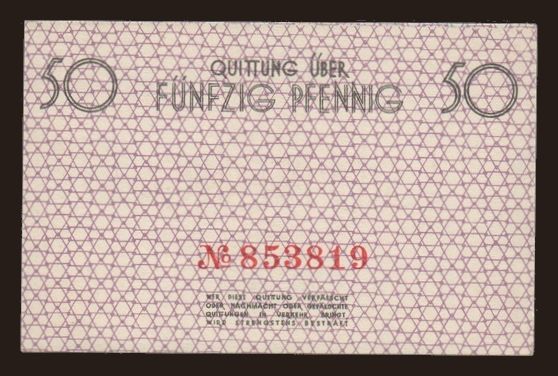 50 QUITTUNG ÜBER 50
FÜNFZIG PFENNIG
№ 853819
WER DIESE QUITTUNG VERFÄLSCHT
ODER NACHMACHT ODER GEFÄLSCHTE
QUITTUNGEN IN VERKEHR BRINGT,
WIRD STRENGSTENS BESTRAFT